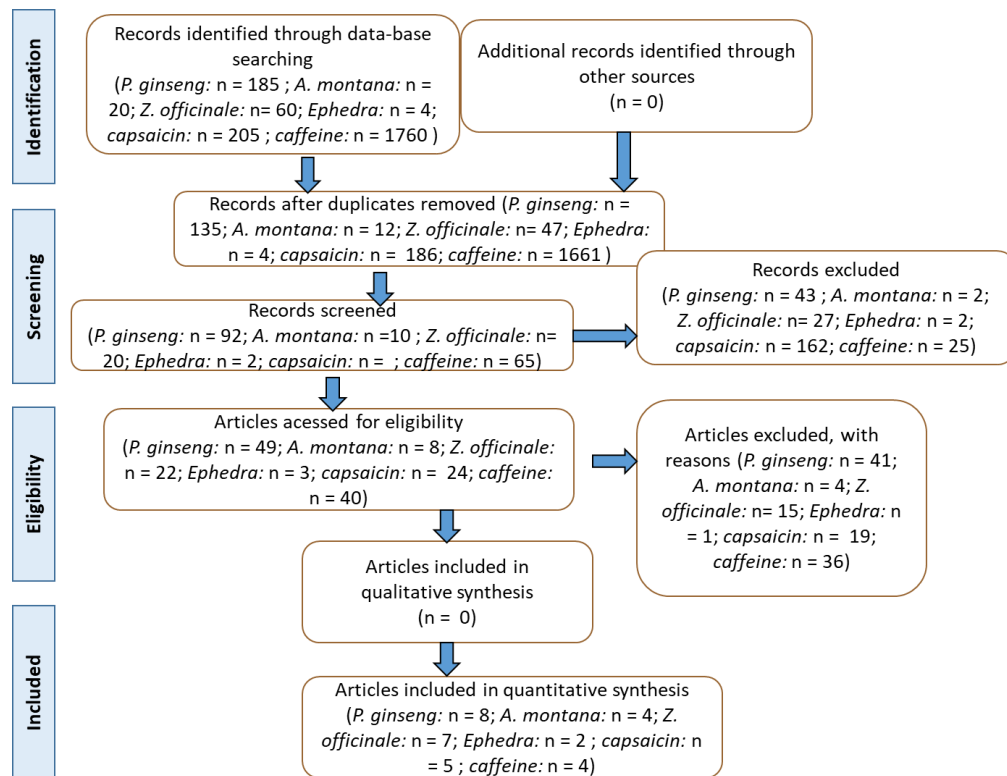 Identification
Records identified through data-base
searching
(P. ginseng: n = 185 ; A. montana: n =
20; Z. officinale: n= 60; Ephedra: n = 4;
capsaicin: n = 205 ; caffeine: n = 1760 )
Additional records identified through
other sources
(n = 0)
Screening
Records after duplicates removed (P. ginseng: n =
135; A. montana: n = 12; Z. officinale: n= 47; Ephedra:
n = 4; capsaicin: n = 186; caffeine: n = 1661 )
Records screened
(P. ginseng: n = 92; A. montana: n =10 ; Z. officinale: n=
20; Ephedra: n = 2; capsaicin: n = ; caffeine: n = 65)
Records excluded
(P. ginseng: n = 43 ; A. montana: n = 2;
Z. officinale: n= 27; Ephedra: n = 2;
capsaicin: n = 162; caffeine: n = 25)
Eligibility
Articles acessed for eligibility
(P. ginseng: n = 49; A. montana: n = 8; Z. officinale:
n = 22; Ephedra: n = 3; capsaicin: n = 24; caffeine:
n = 40)
Articles excluded, with
reasons (P. ginseng: n = 41;
A. montana: n = 4; Z.
officinale: n= 15; Ephedra: n
= 1; capsaicin: n = 19;
caffeine: n = 36)
Articles included in
qualitative synthesis
(n = 0)
Included
Articles included in quantitative synthesis
(P. ginseng: n = 8; A. montana: n = 4; Z.
officinale: n = 7; Ephedra: n = 2 ; capsaicin: n
= 5 ; caffeine: n = 4)